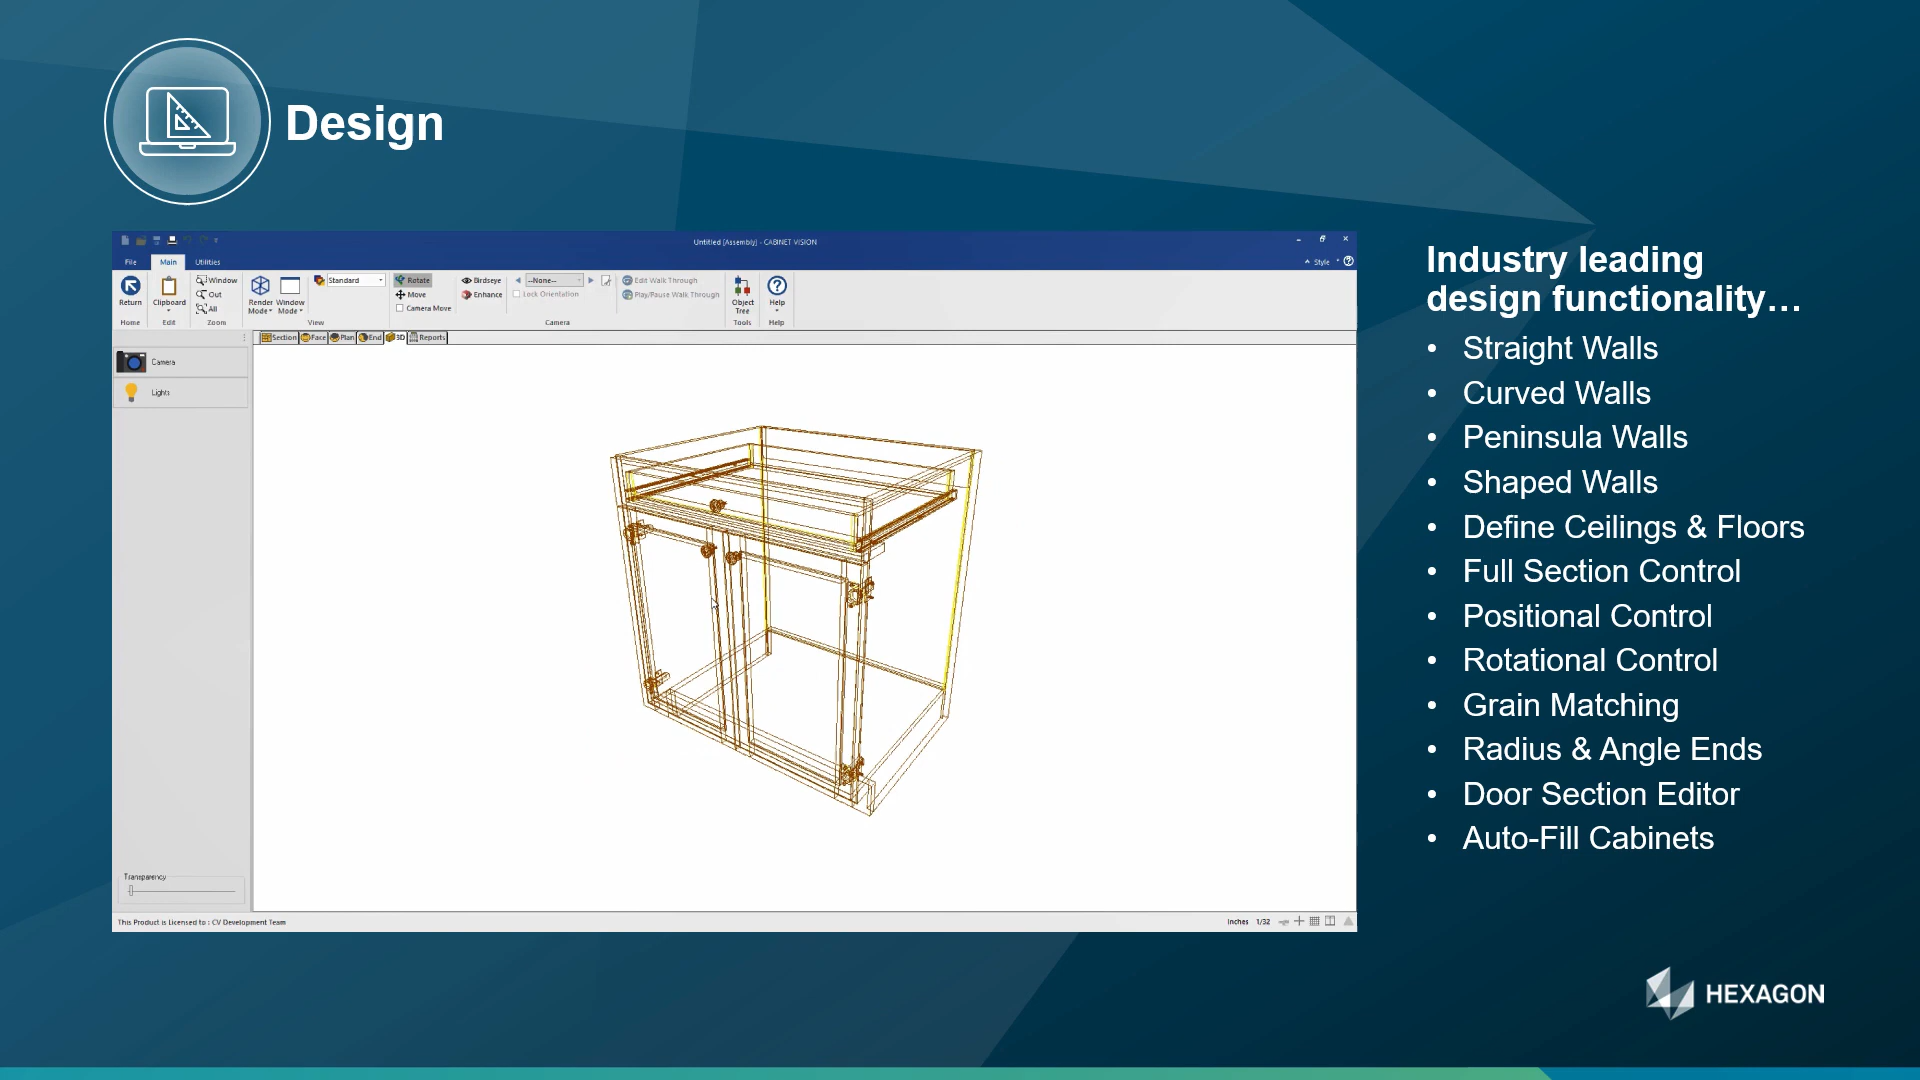 Design
Untitled [Assembly] - CABINET VISION
File Main Utilities
Style
Return
Clipboard
Window
Out
All
Render Mode
Window Mode
Standard
Rotate
Move
Camera Move
Birdseye
Enhance
--None--
Lock Orientation
Edit Walk Through
Play/Pause Walk Through
Object Tree
Help
Home Edit Zoom View Camera Tools Help
Section Face Plan End 3D Reports
Camera
Lights
Transparency
This Product is Licensed to : CV Development Team
Inches 1/32
Industry leading
design functionality…
• Straight Walls
• Curved Walls
• Peninsula Walls
• Shaped Walls
• Define Ceilings & Floors
• Full Section Control
• Positional Control
• Rotational Control
• Grain Matching
• Radius & Angle Ends
• Door Section Editor
• Auto-Fill Cabinets
HEXAGON